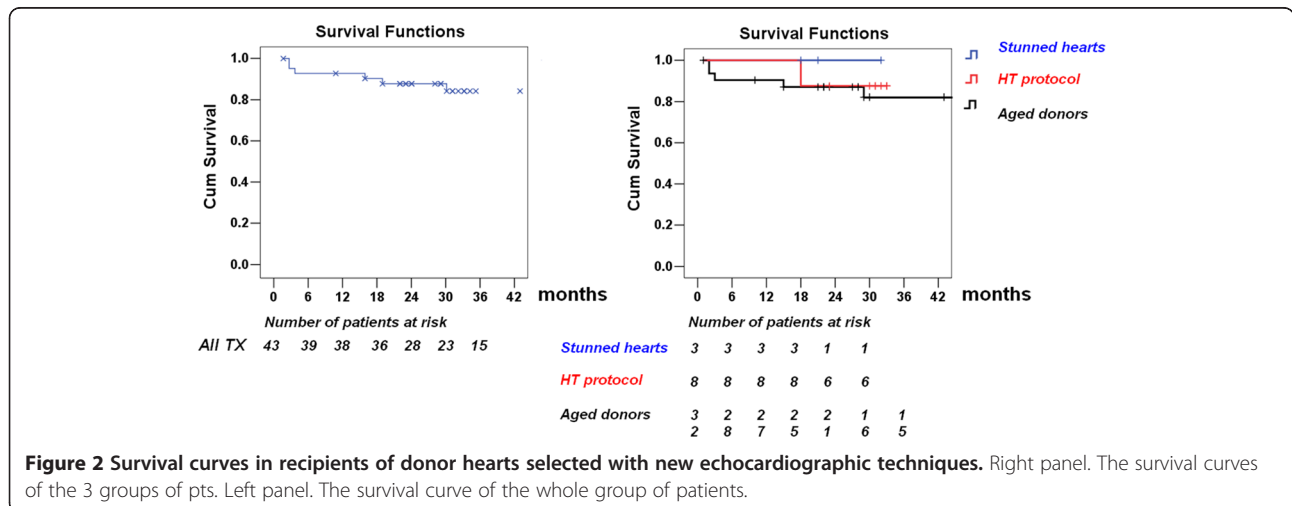 Survival Functions
1.0
0.8
0.6
0.4
0.2
0.0
Cum Survival
0 6 12 18 24 30 36 42 months
Number of patients at risk
All TX 43 39 38 36 28 23 15
Survival Functions
1.0
0.8
0.6
0.4
0.2
0.0
Cum Survival
Stunned hearts
HT protocol
Aged donors
0 6 12 18 24 30 36 42 months
Number of patients at risk
Stunned hearts 3 3 3 3 1 1
HT protocol 8 8 8 8 6 6
Aged donors 3 2 2 2 2 1 1
2 8 7 5 1 6 5
Figure 2 Survival curves in recipients of donor hearts selected with new echocardiographic techniques. Right panel. The survival curves
of the 3 groups of pts. Left panel. The survival curve of the whole group of patients.